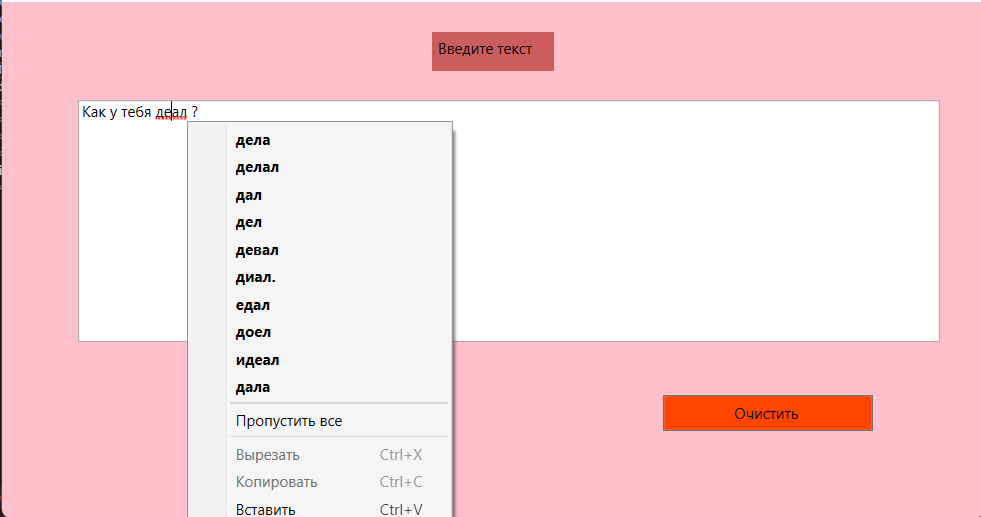 Введите текст
Как у тебя деал ?
дела
делал
дал
дел
девал
диал.
едал
доел
идеал
дала
Пропустить все
Вырезать Ctrl+X
Копировать Ctrl+C
Вставить Ctrl+V
Очистить